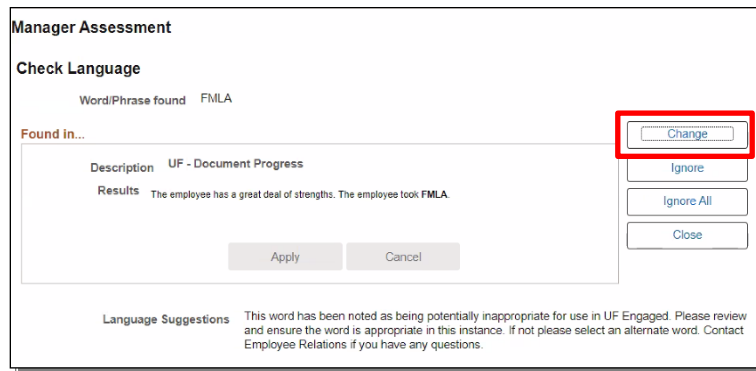 Manager Assessment
Check Language
Word/Phrase found FMLA
Found in...
Change
Description UF - Document Progress
Ignore
Results The employee has a great deal of strengths. The employee took FMLA.
Ignore All
Close
Apply Cancel
Language Suggestions This word has been noted as being potentially inappropriate for use in UF Engaged. Please review
and ensure the word is appropriate in this instance. If not please select an alternate word. Contact
Employee Relations if you have any questions.